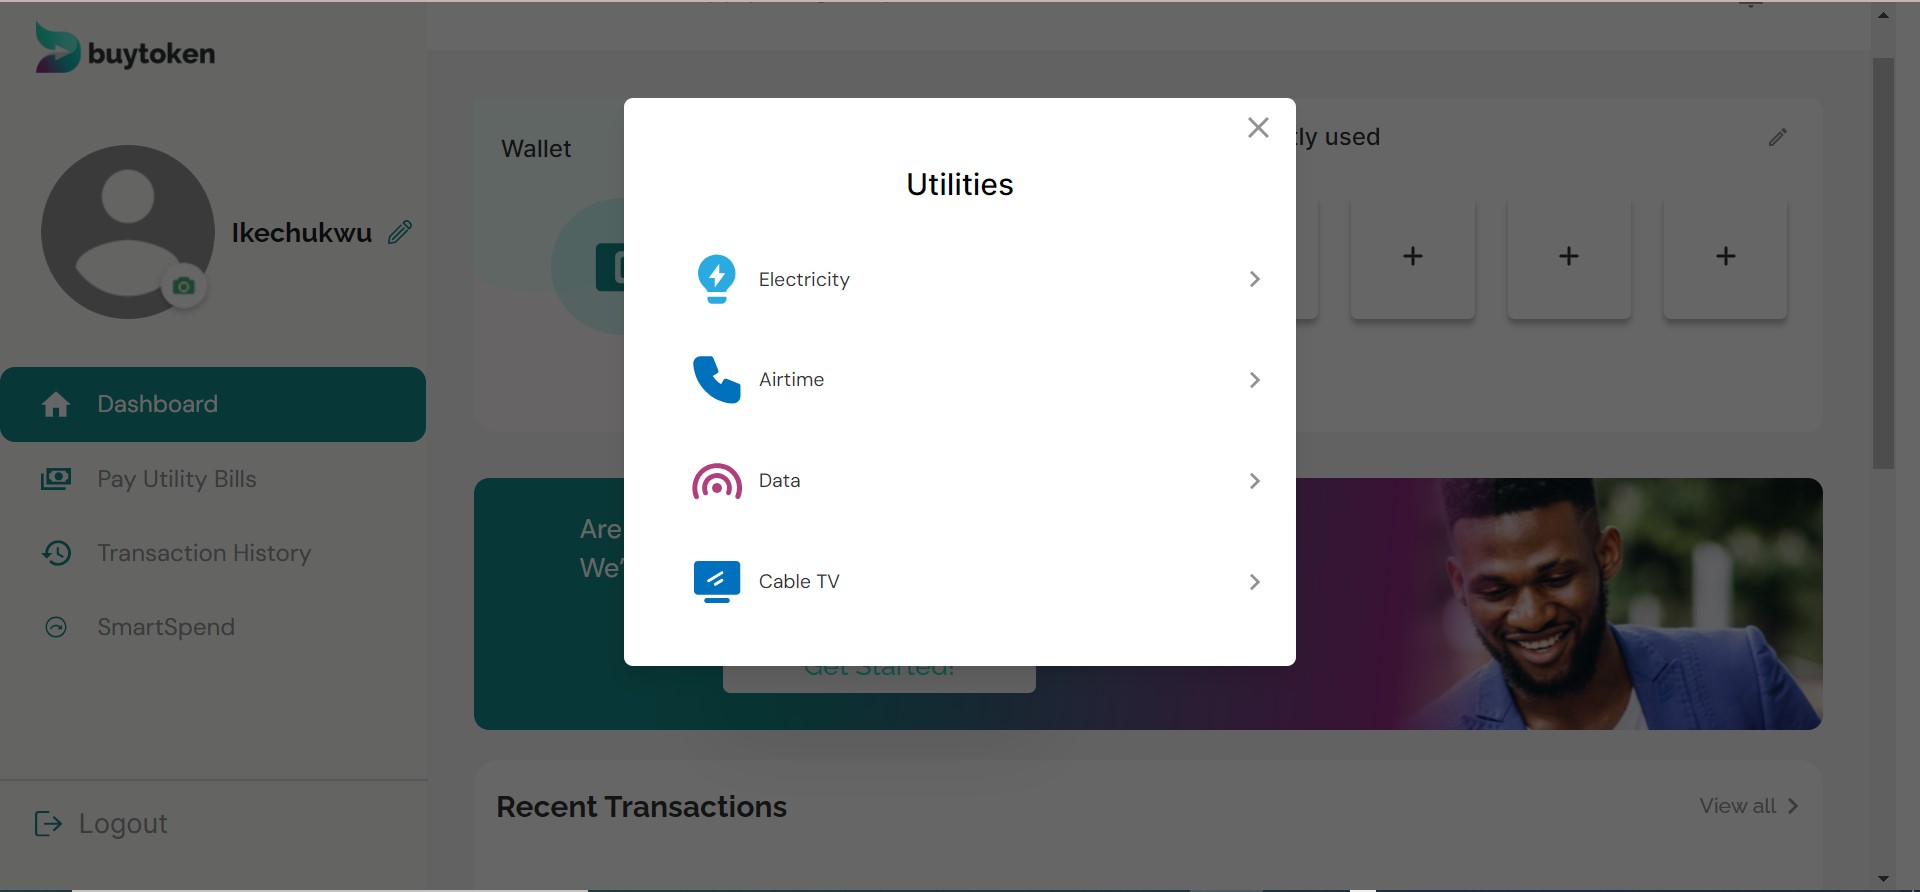 buytoken
Ikechukwu
Dashboard
Pay Utility Bills
Transaction History
SmartSpend
Logout
Wallet
tly used
Utilities
Electricity
Airtime
Data
Cable TV
Are
We'
Get Started!
Recent Transactions
View all